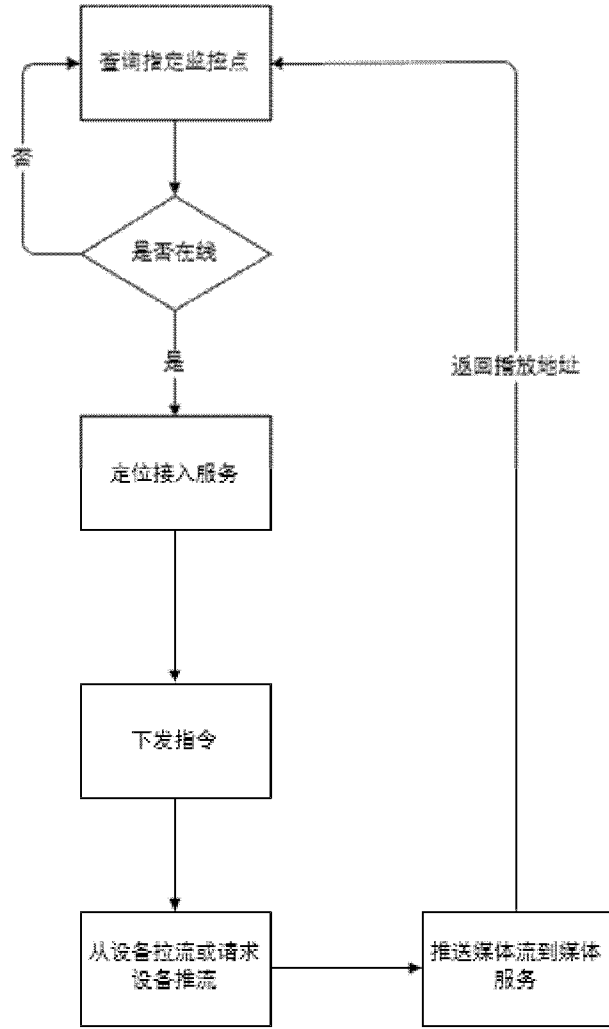 查询指定监控点
否
是否在线
是
返回播放地址
定位接入服务
下发指令
从设备拉流或请求
设备推流
推送媒体流到媒体
服务